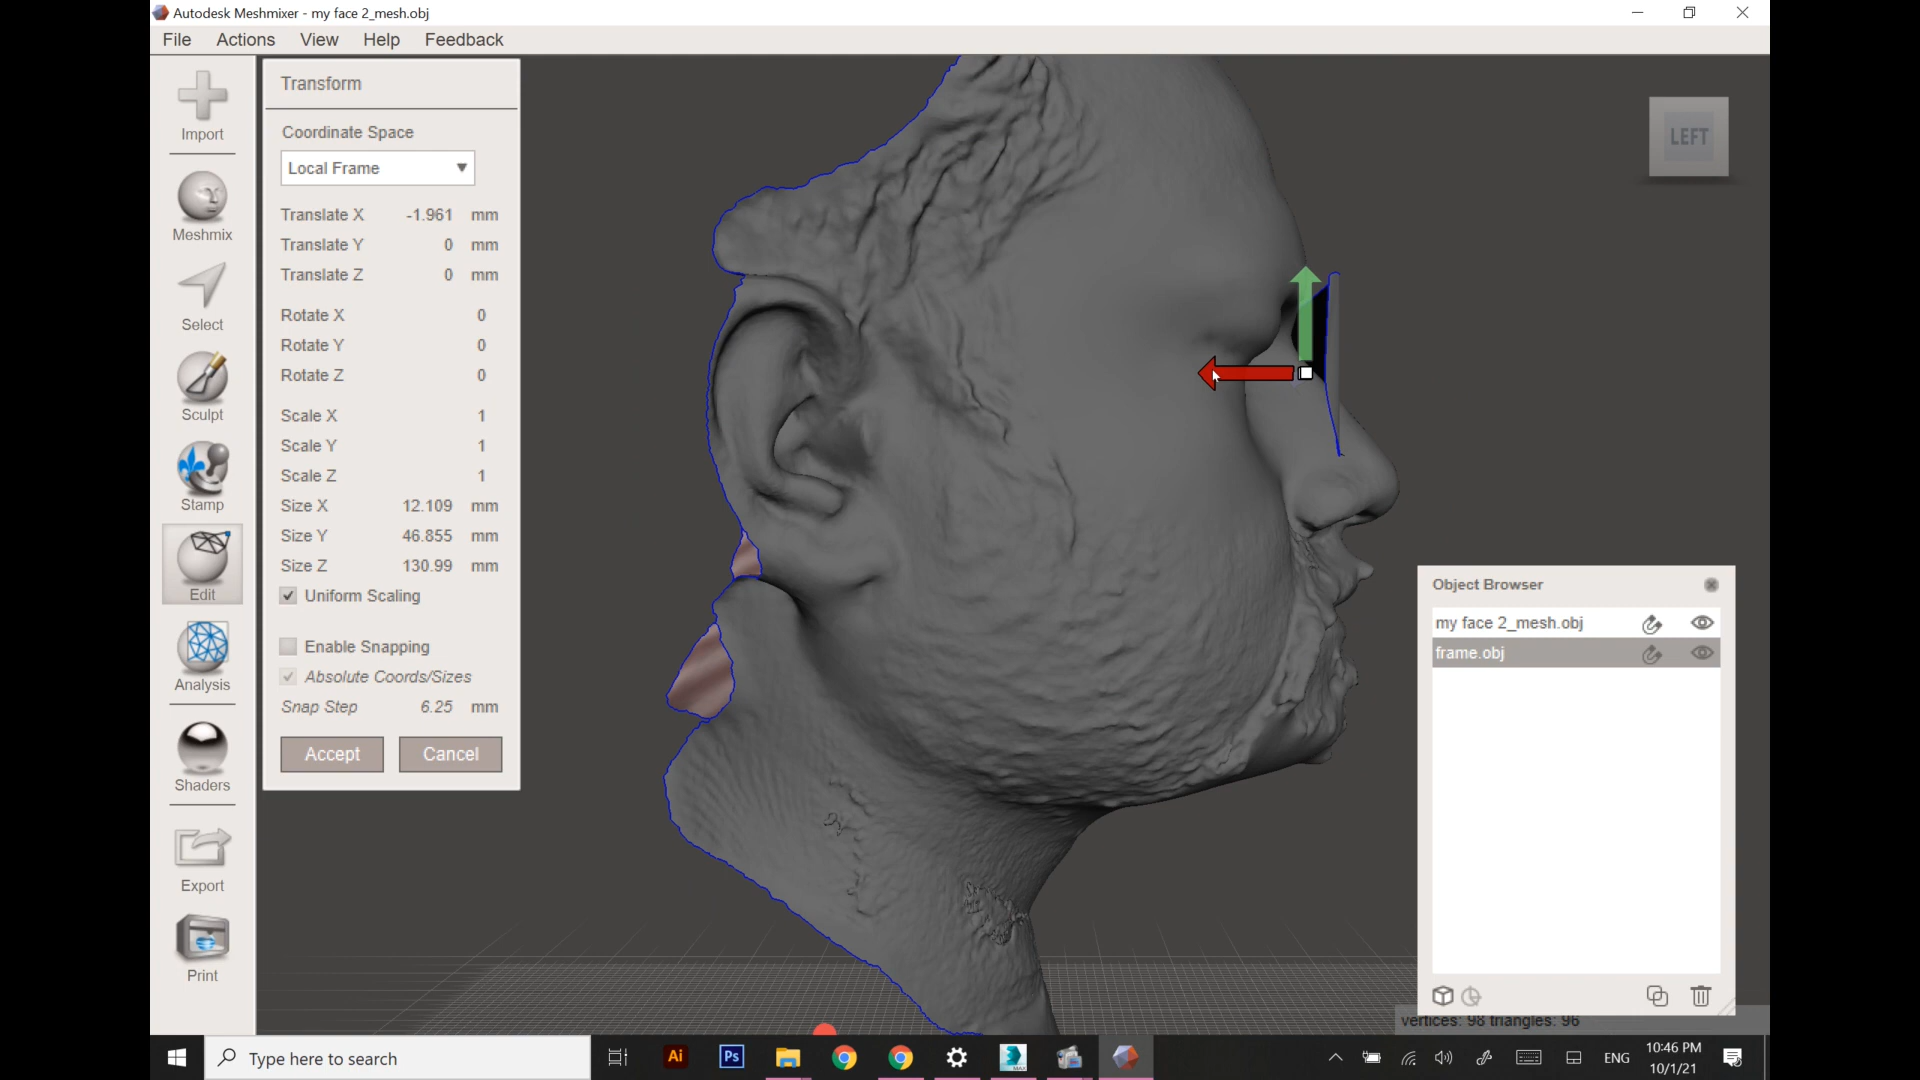 Autodesk Meshmixer - my face 2_mesh.obj
File Actions View Help Feedback
Import
Meshmix
Select
Sculpt
Stamp
Edit
Analysis
Shaders
Export
Print
Transform
Coordinate Space
Local Frame
Translate X -1.961 mm
Translate Y 0 mm
Translate Z 0 mm
Rotate X 0
Rotate Y 0
Rotate Z 0
Scale X 1
Scale Y 1
Scale Z 1
Size X 12.109 mm
Size Y 46.855 mm
Size Z 130.99 mm
Uniform Scaling
Enable Snapping
Absolute Coords/Sizes
Snap Step 6.25 mm
Accept Cancel
LEFT
Object Browser
my face 2_mesh.obj
frame.obj
vertices: 98 triangles: 96
Type here to search
Ai
Ps
MAX
ENG
10:46 PM
10/1/21